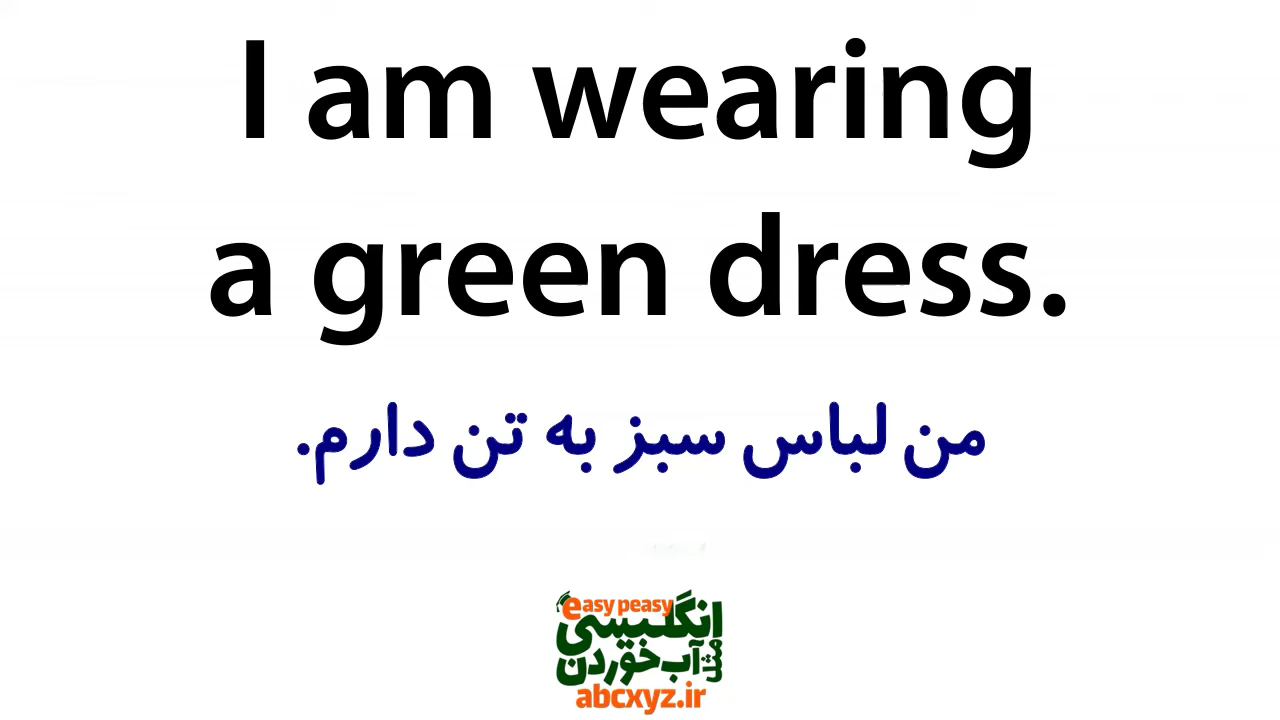 I am wearing
a green dress.
من لباس سبز به تن دارم.
easy peasy
انگلیسی
مثل آب خوردن
abcxyz.ir